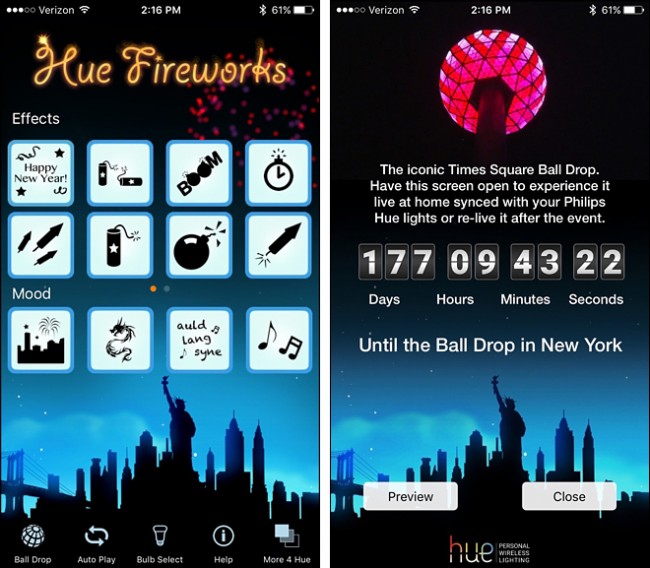 Verizon 2:16 PM 61%
Hue Fireworks
Effects
Happy
New Year!
BOOM
Mood
auld
lang
syne
Ball Drop Auto Play Bulb Select Help More 4 Hue
Verizon 2:16 PM 61%
The iconic Times Square Ball Drop.
Have this screen open to experience it
live at home synced with your Philips
Hue lights or re-live it after the event.
177 09 43 22
Days Hours Minutes Seconds
Until the Ball Drop in New York
Preview Close
hue PERSONAL
WIRELESS
LIGHTING